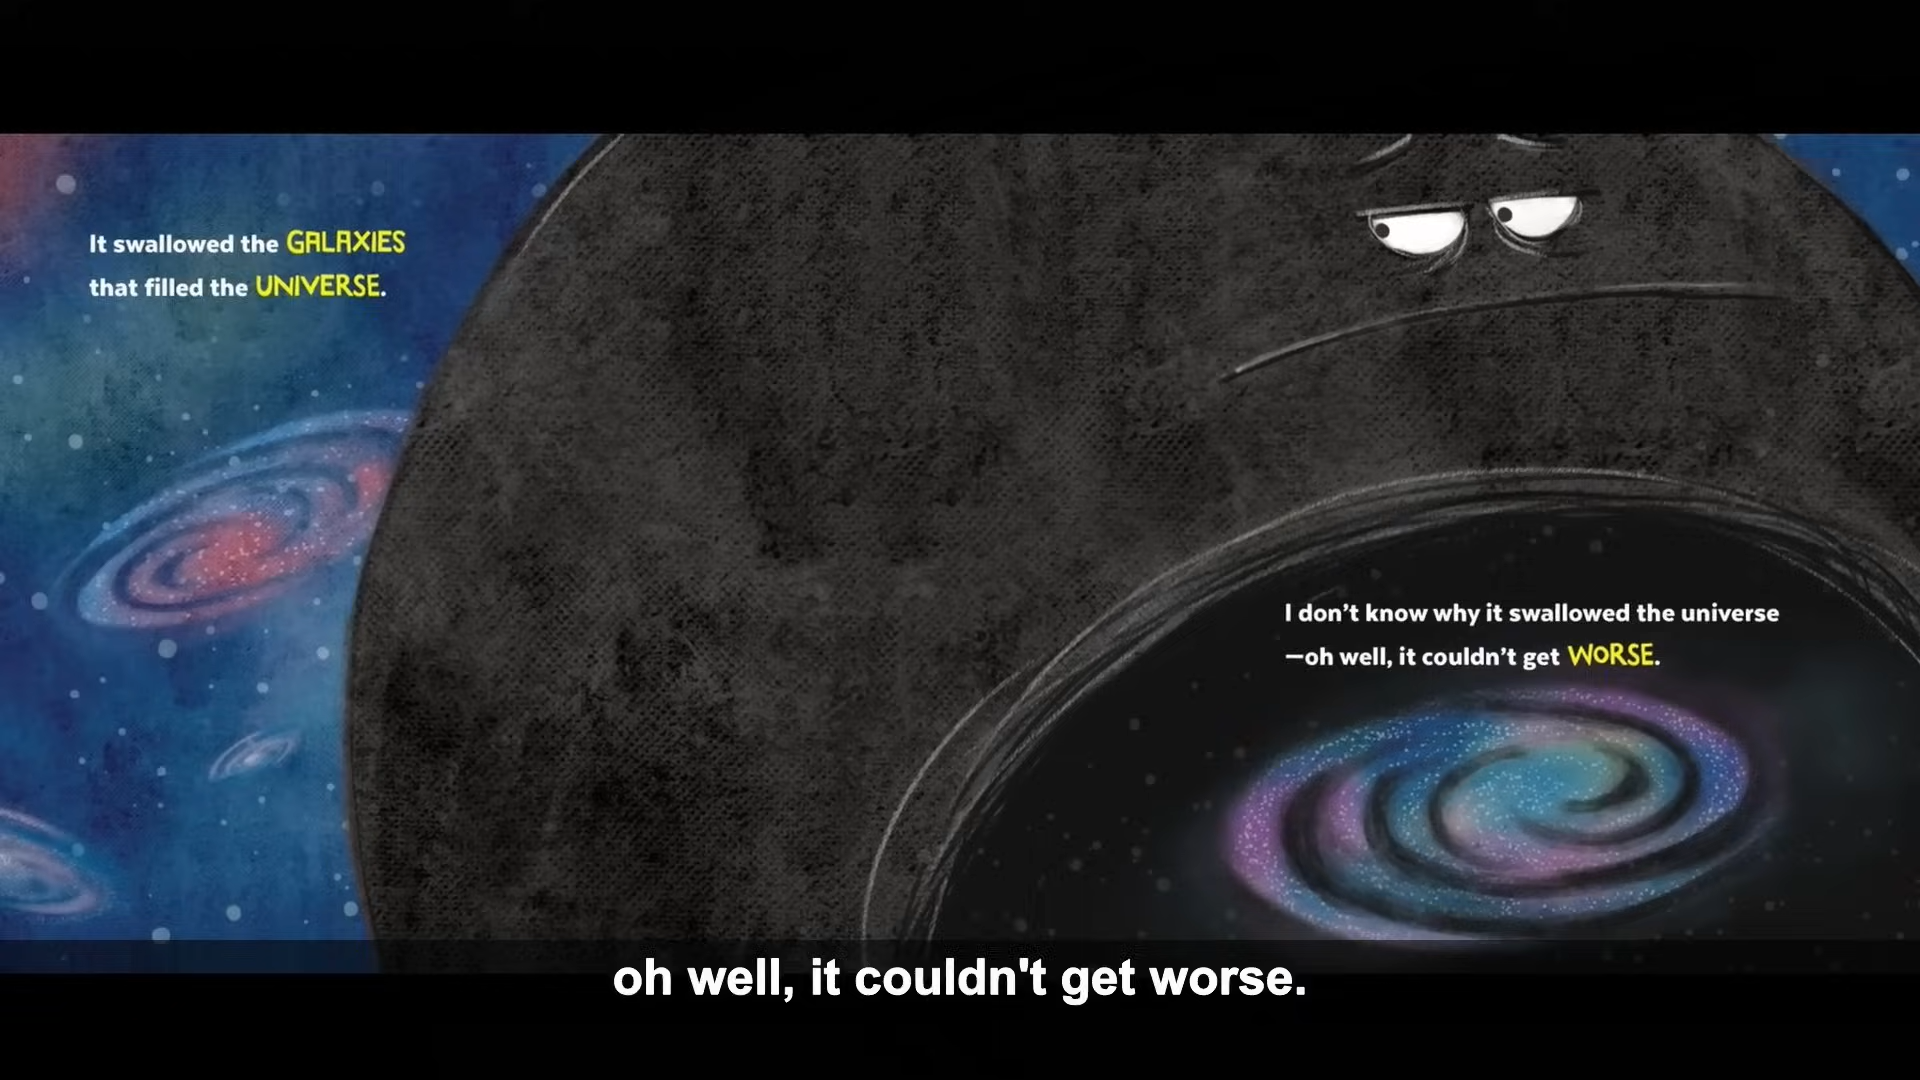 It swallowed the GALAXIES
that filled the UNIVERSE.
I don't know why it swallowed the universe
—oh well, it couldn't get WORSE.
oh well, it couldn't get worse.